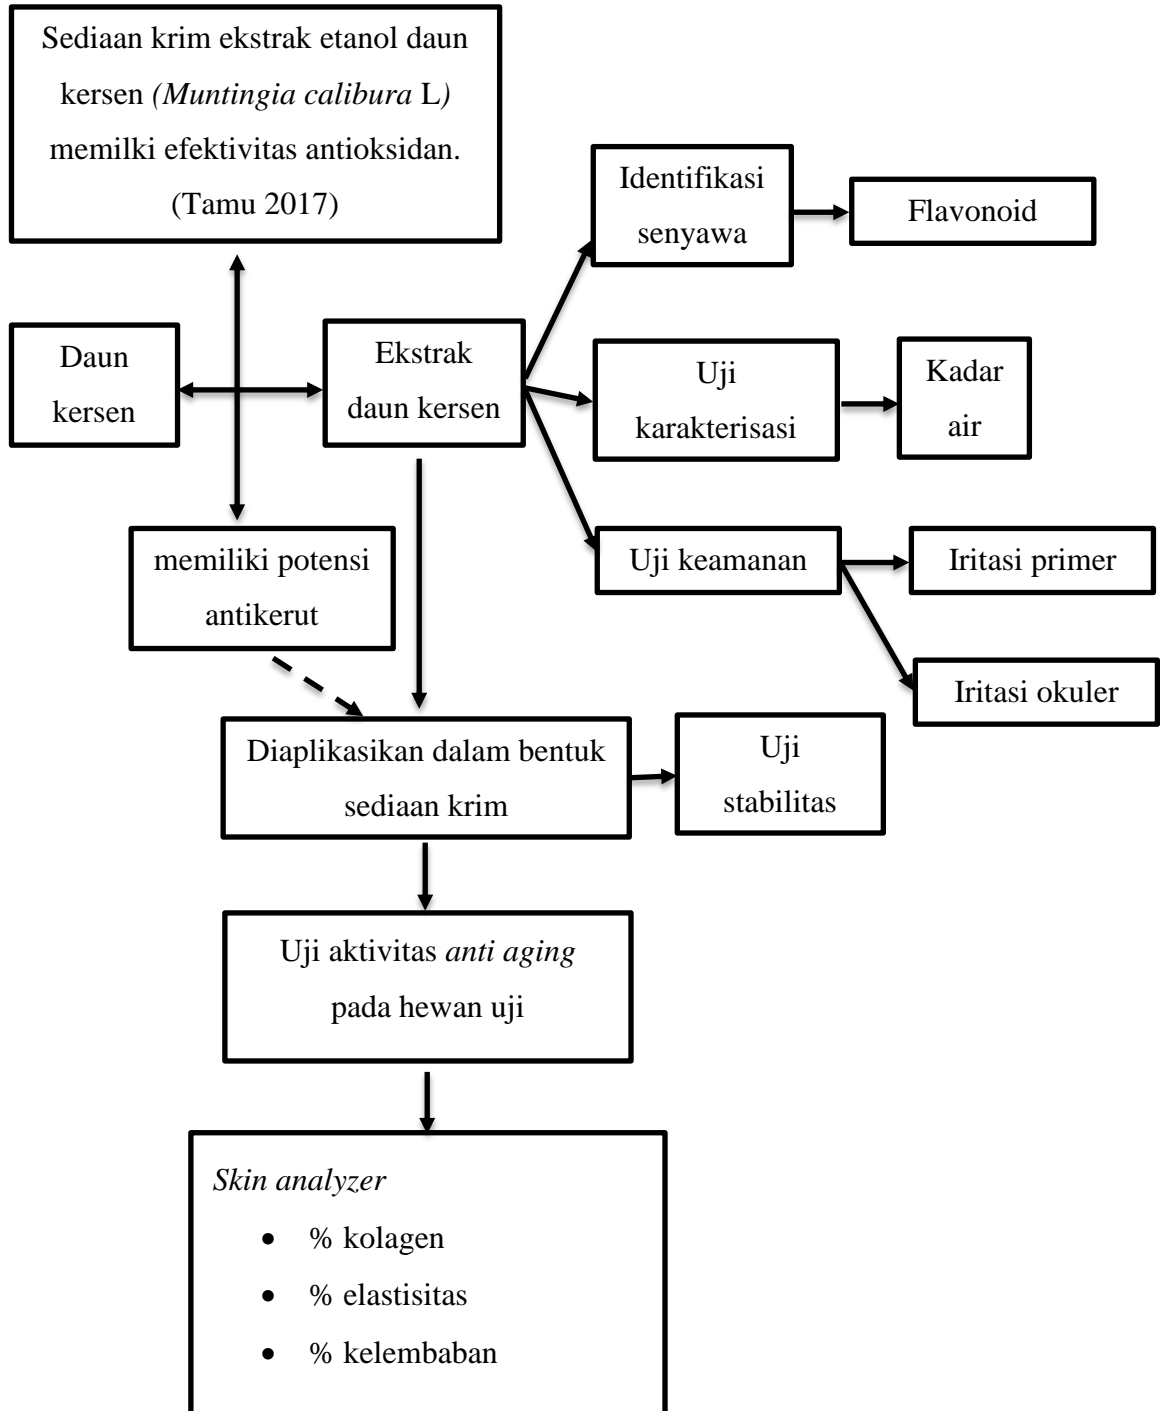 Sediaan krim ekstrak etanol daun
kersen (Muntingia calibura L)
memilki efektivitas antioksidan.
(Tamu 2017)
Identifikasi
senyawa
Flavonoid
Daun
kersen
Ekstrak
daun kersen
Uji
karakterisasi
Kadar
air
memiliki potensi
antikerut
Uji keamanan
Iritasi primer
Iritasi okuler
Diaplikasikan dalam bentuk
sediaan krim
Uji
stabilitas
Uji aktivitas anti aging
pada hewan uji
Skin analyzer
• % kolagen
• % elastisitas
• % kelembaban